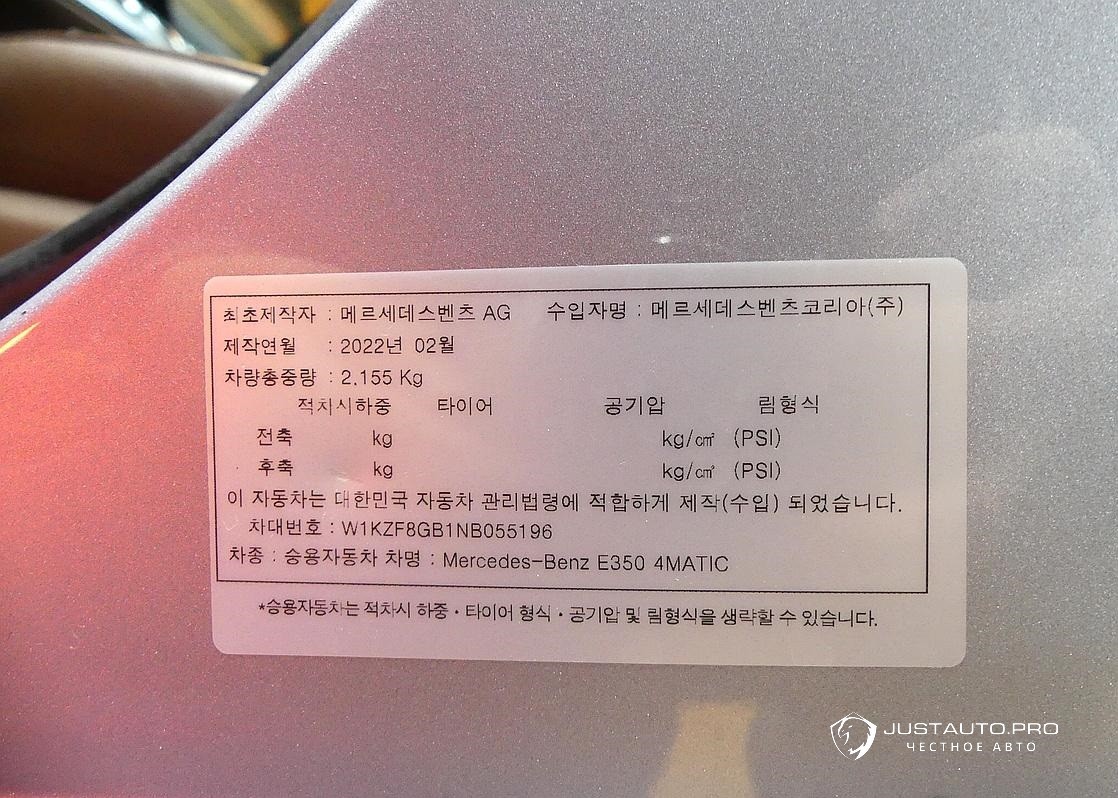 최초제작자 : 메르세데스벤츠 AG 수입자명 : 메르세데스벤츠코리아(주)
제작연월 : 2022년 02월
차량총중량 : 2,155 Kg
적차시하중 타이어 공기압 림형식
전축 kg kg/㎠ (PSI)
후축 kg kg/㎠ (PSI)
이 자동차는 대한민국 자동차 관리법령에 적합하게 제작(수입) 되었습니다.
차대번호 : W1KZF8GB1NB055196
차종 : 승용자동차 차명 : Mercedes-Benz E350 4MATIC
*승용자동차는 적차시 하중・타이어 형식・공기압 및 림형식을 생략할 수 있습니다.
JUSTAUTO.PRO
ЧЕСТНОЕ АВТО